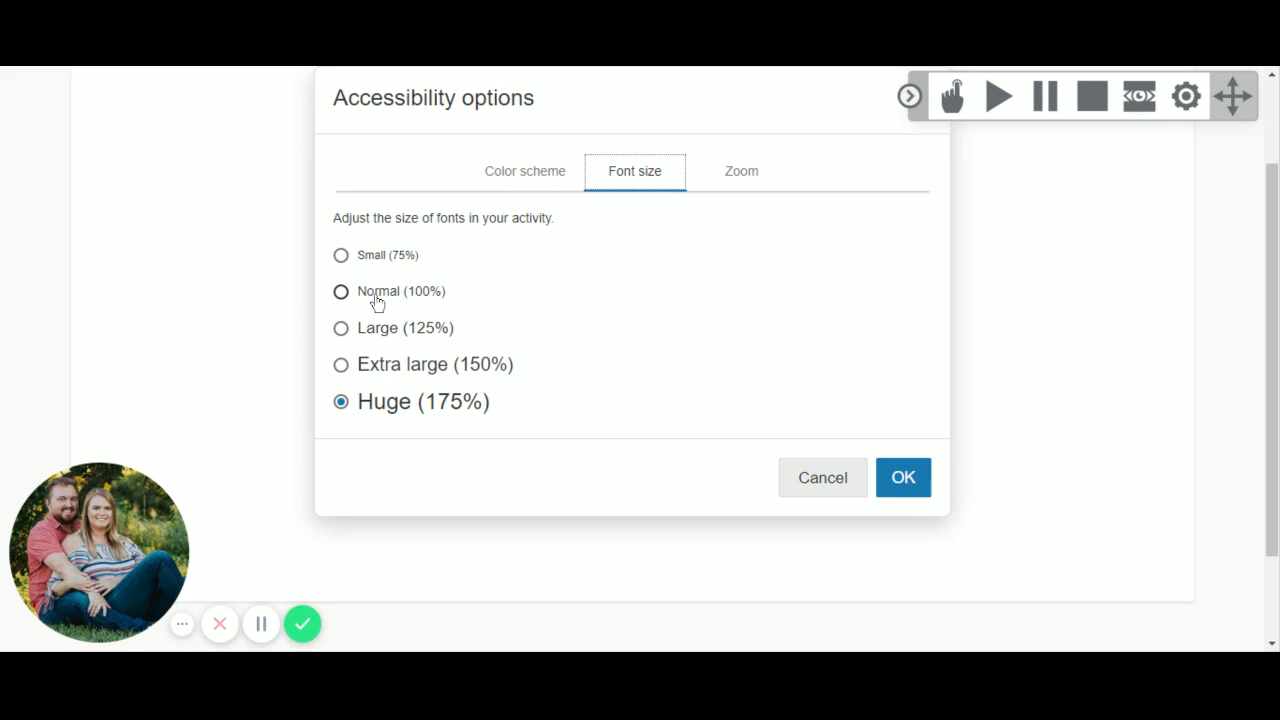 Accessibility options
Color scheme Font size Zoom
Adjust the size of fonts in your activity.
Small (75%)
Normal (100%)
Large (125%)
Extra large (150%)
Huge (175%)
Cancel OK